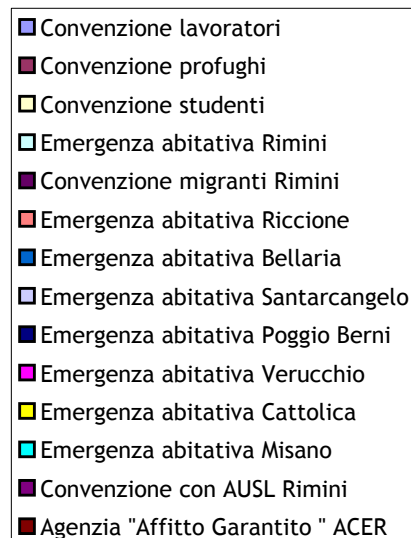 Convenzione lavoratori
Convenzione profughi
Convenzione studenti
Emergenza abitativa Rimini
Convenzione migranti Rimini
Emergenza abitativa Riccione
Emergenza abitativa Bellaria
Emergenza abitativa Santarcangelo
Emergenza abitativa Poggio Berni
Emergenza abitativa Verucchio
Emergenza abitativa Cattolica
Emergenza abitativa Misano
Convenzione con AUSL Rimini
Agenzia "Affitto Garantito " ACER